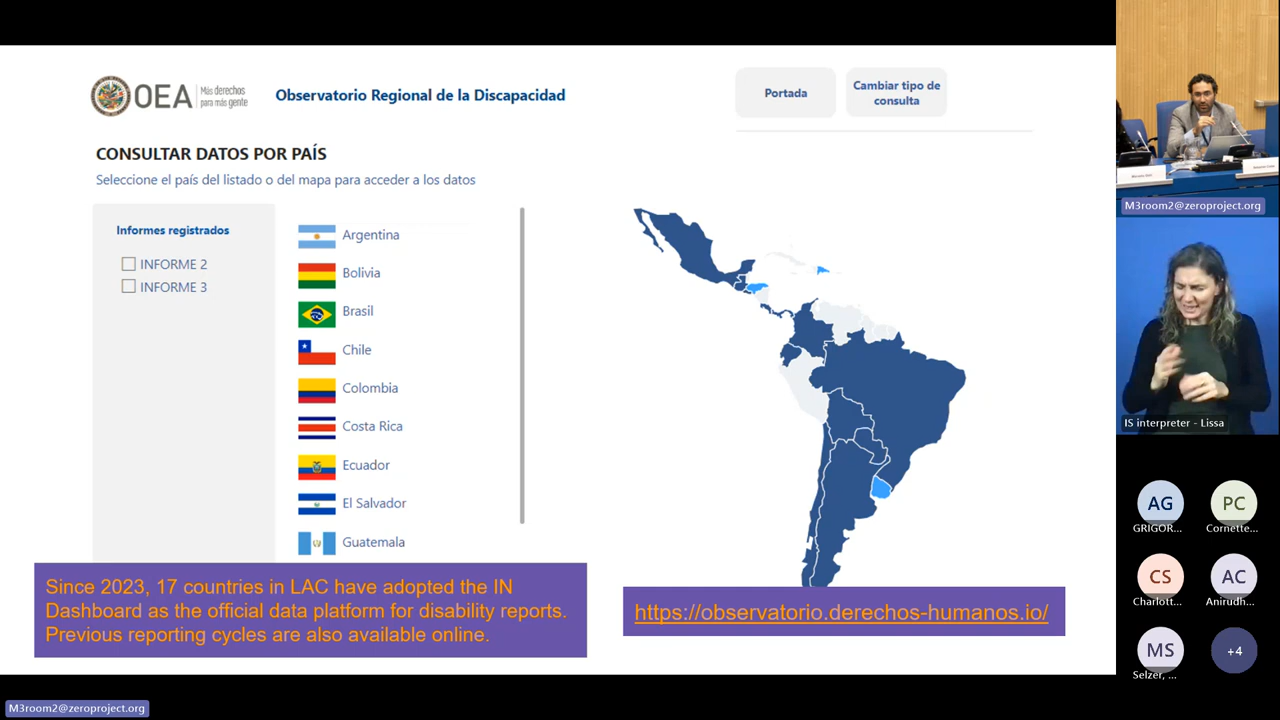 OEA
Más derechos
para más gente
Observatorio Regional de la Discapacidad
Portada
Cambiar tipo de
consulta
CONSULTAR DATOS POR PAÍS
Seleccione el país del listado o del mapa para acceder a los datos
Informes registrados
INFORME 2
INFORME 3
Argentina
Bolivia
Brasil
Chile
Colombia
Costa Rica
Ecuador
El Salvador
Guatemala
Since 2023, 17 countries in LAC have adopted the IN
Dashboard as the official data platform for disability reports.
Previous reporting cycles are also available online.
https://observatorio.derechos-humanos.io/
M3room2@zeroproject.org
M3room2@zeroproject.org
IS interpreter - Lissa
AG
GRIGOR...
PC
Cornette...
CS
Charlott...
AC
Anirudh...
MS
Selzer, ...
+4